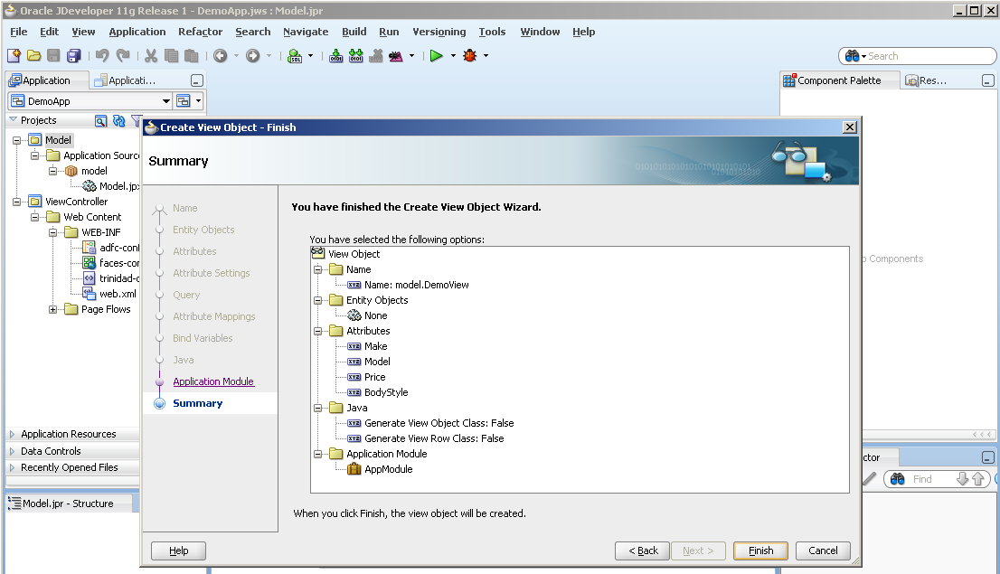 Oracle JDeveloper 11g Release 1 - DemoApp.jws : Model.jpr
File Edit View Application Refactor Search Navigate Build Run Versioning Tools Window Help
Search
Application
Applicati...
Component Palette
Res...
DemoApp
Projects
Model
Application Sourc
model
Model.jpx
ViewController
Web Content
WEB-INF
adfc-conf
faces-con
trinidad-c
web.xml
Page Flows
Application Resources
Data Controls
Recently Opened Files
Model.jpr - Structure
Create View Object - Finish
Summary
Name
Entity Objects
Attributes
Attribute Settings
Query
Attribute Mappings
Bind Variables
Java
Application Module
Summary
You have finished the Create View Object Wizard.
You have selected the following options:
View Object
Name
Name: model.DemoView
Entity Objects
None
Attributes
Make
Model
Price
BodyStyle
Java
Generate View Object Class: False
Generate View Row Class: False
Application Module
AppModule
When you click Finish, the view object will be created.
Help
< Back
Next >
Finish
Cancel
o Components
ctor
Find